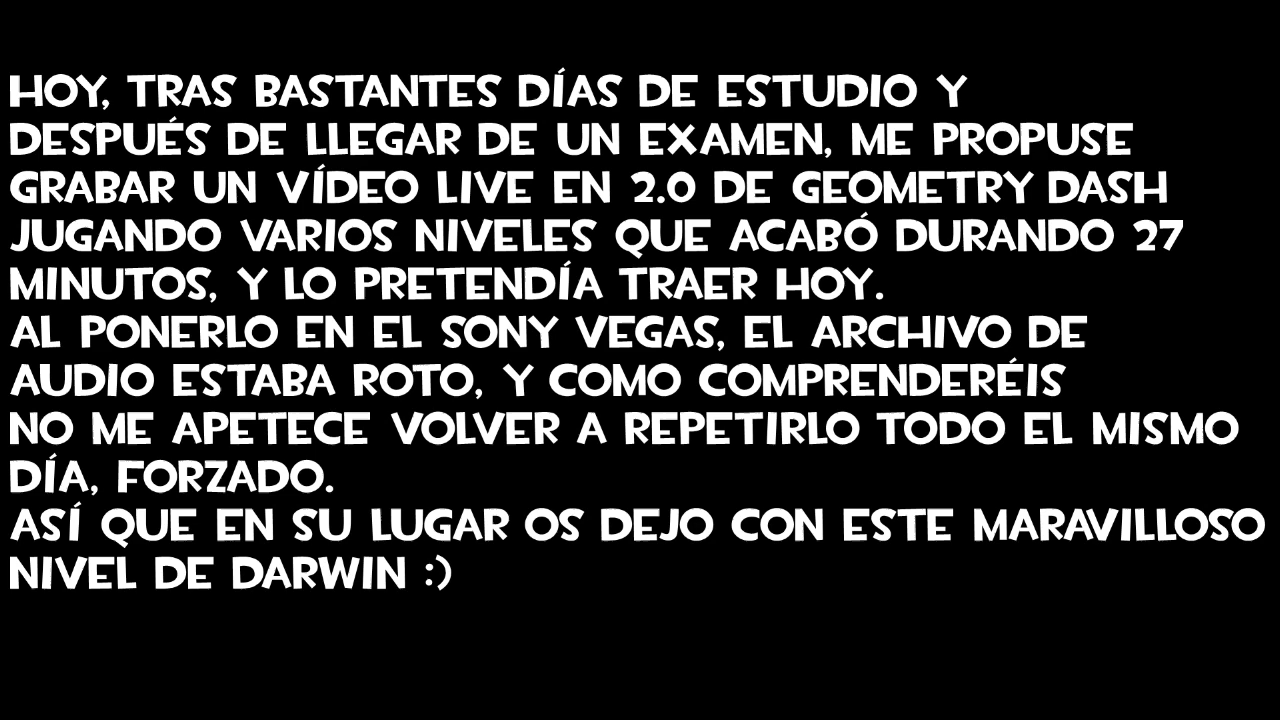 HOY, TRAS BASTANTES DÍAS DE ESTUDIO Y
DESPUÉS DE LLEGAR DE UN EXAMEN, ME PROPUSE
GRABAR UN VÍDEO LIVE EN 2.0 DE GEOMETRY DASH
JUGANDO VARIOS NIVELES QUE ACABÓ DURANDO 27
MINUTOS, Y LO PRETENDÍA TRAER HOY.
AL PONERLO EN EL SONY VEGAS, EL ARCHIVO DE
AUDIO ESTABA ROTO, Y COMO COMPRENDERÉIS
NO ME APETECE VOLVER A REPETIRLO TODO EL MISMO
DÍA, FORZADO.
ASÍ QUE EN SU LUGAR OS DEJO CON ESTE MARAVILLOSO
NIVEL DE DARWIN :)